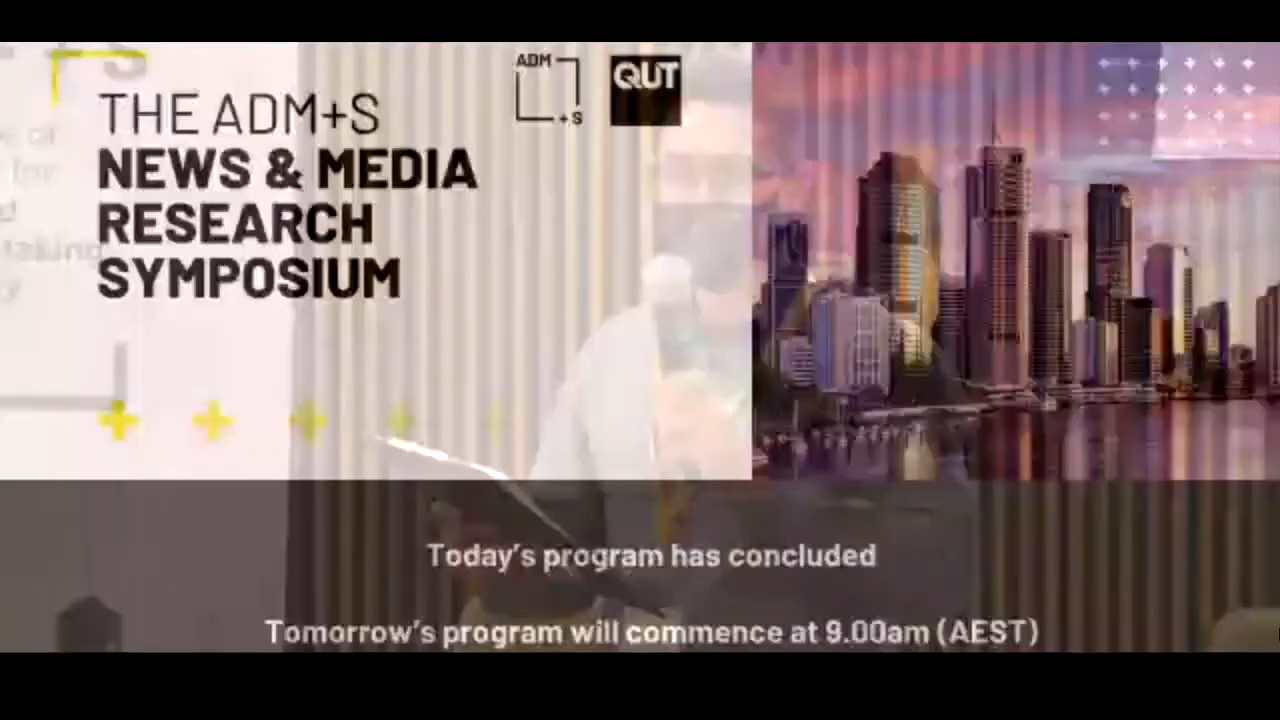 THE ADM+S
NEWS & MEDIA
RESEARCH
SYMPOSIUM
ADM
+S
QUT
taking
Today's program has concluded
Tomorrow's program will commence at 9.00am (AEST)